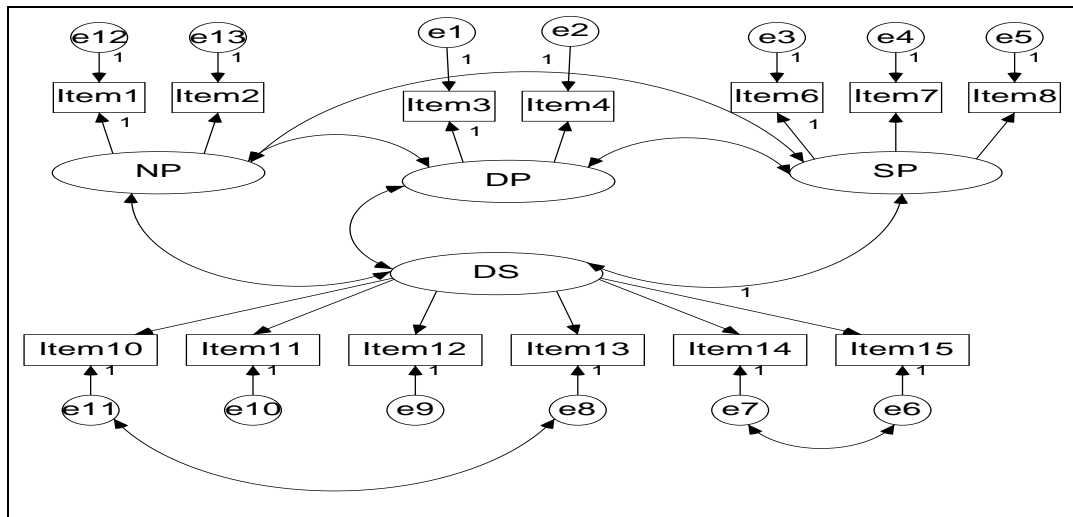 e12 e13 e1 e2 e3 e4 e5
1 1 1 1 1 1 1
Item1 Item2 Item3 Item4 Item6 Item7 Item8
1 1 1
NP DP SP
DS
1
Item10 Item11 Item12 Item13 Item14 Item15
1 1 1 1 1 1
e11 e10 e9 e8 e7 e6